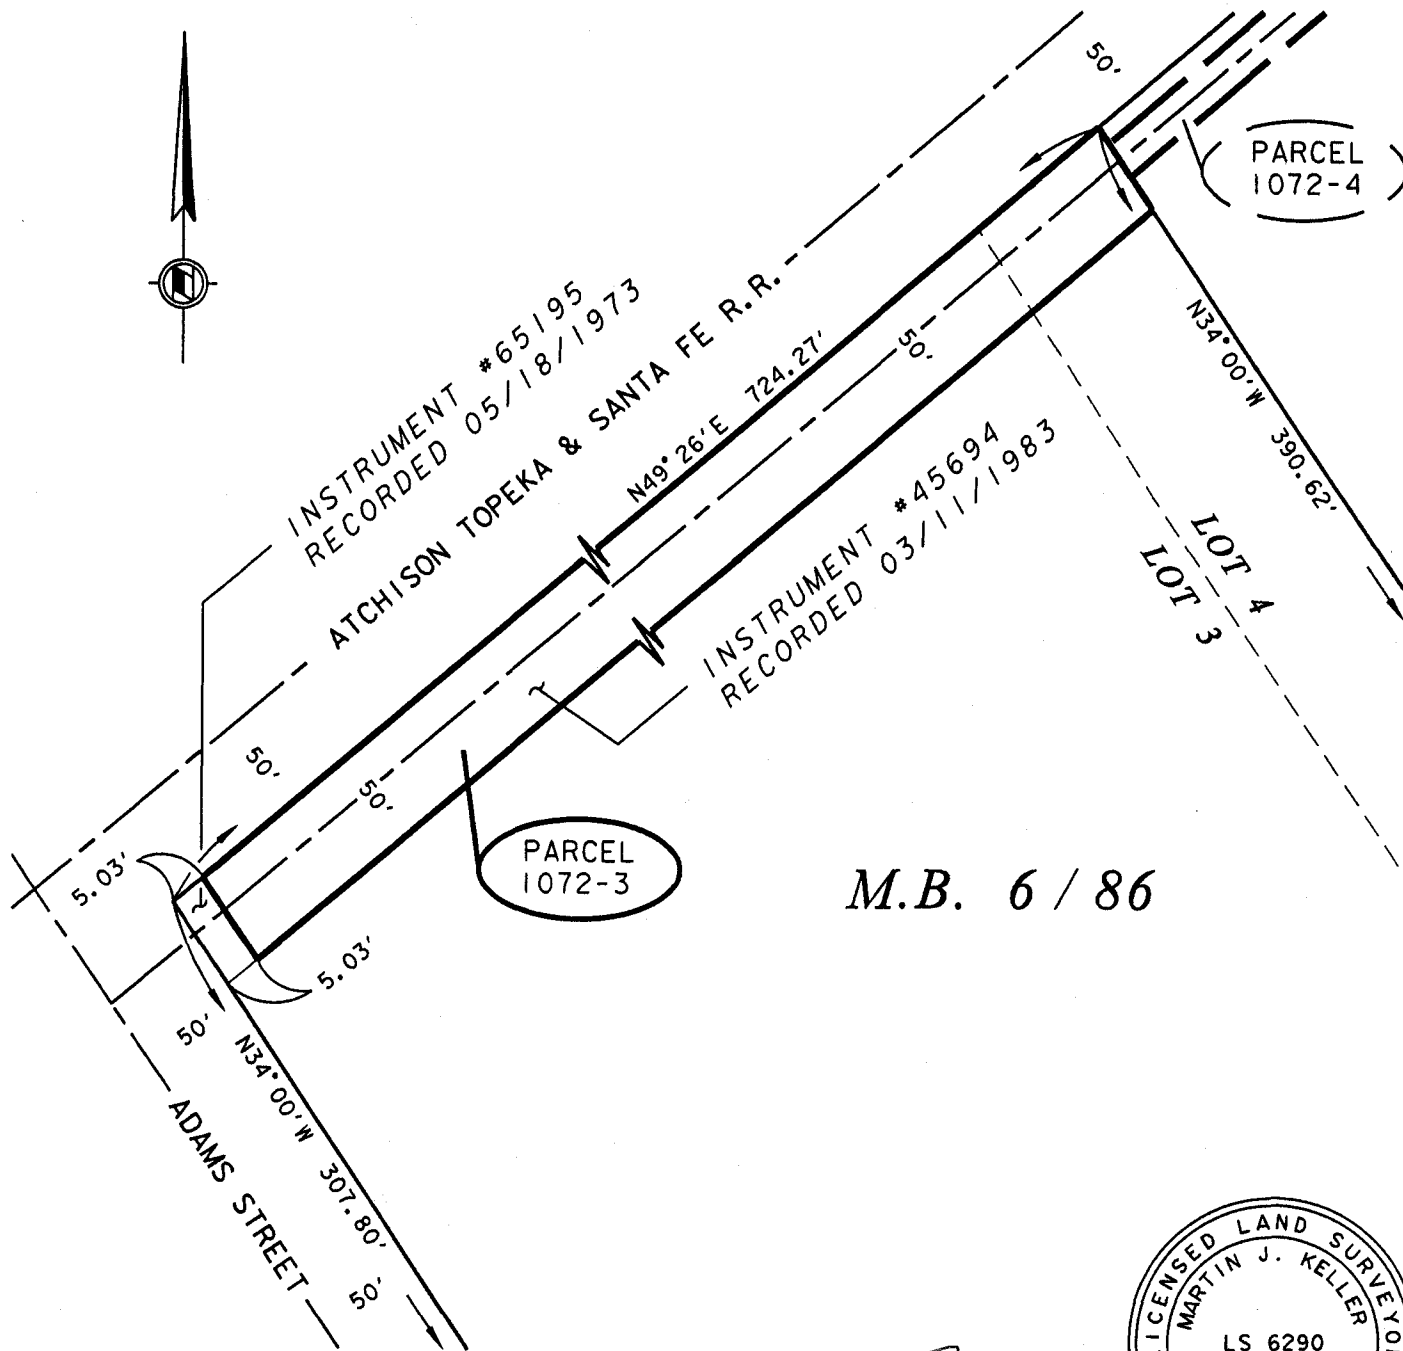 50'
PARCEL
1072-4
INSTRUMENT #65195
RECORDED 05/18/1973
ATCHISON TOPEKA & SANTA FE R.R.
N49°26'E 724.27'
50'
N34°00'W 390.62'
INSTRUMENT #45694
RECORDED 03/11/1983
LOT 4
LOT 3
50'
50'
PARCEL
1072-3
5.03'
M.B. 6 / 86
5.03'
50'
N34°00'W 307.80'
ADAMS STREET
50'
LICENSED LAND SURVEYOR
MARTIN J. KELLER
LS 6290